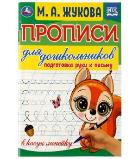 М. А. ЖУКОВА
ПРОПИСИ
для дошкольников
подготовка руки к письму
в косую линейку